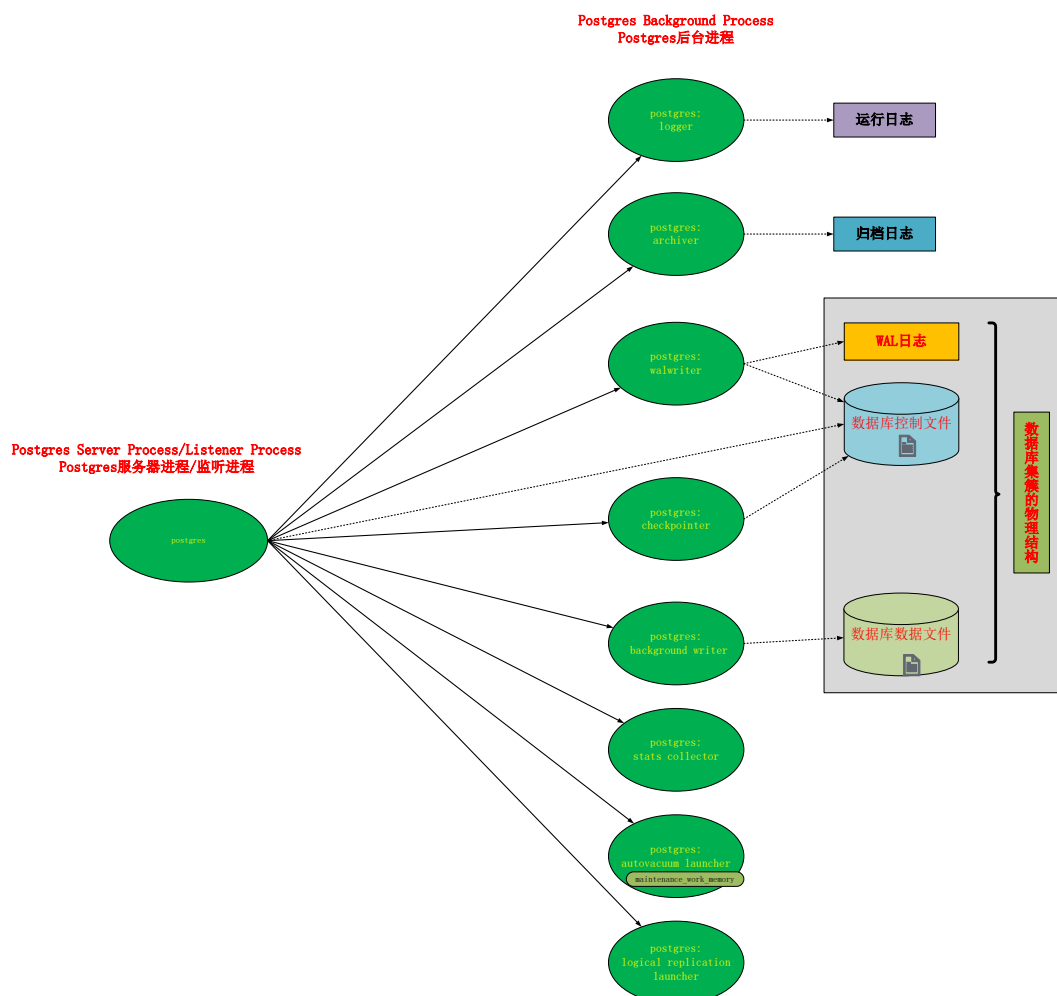 Postgres Background Process
Postgres后台进程
postgres:
logger
运行日志
postgres:
archiver
归档日志
postgres:
walwriter
WAL日志
数据库控制文件
数据库集簇的物理结构
Postgres Server Process/Listener Process
Postgres服务器进程/监听进程
postgres
postgres:
checkpointer
postgres:
background writer
数据库数据文件
postgres:
stats collector
postgres:
autovacuum launcher
maintenance_work_memory
postgres:
logical replication
launcher